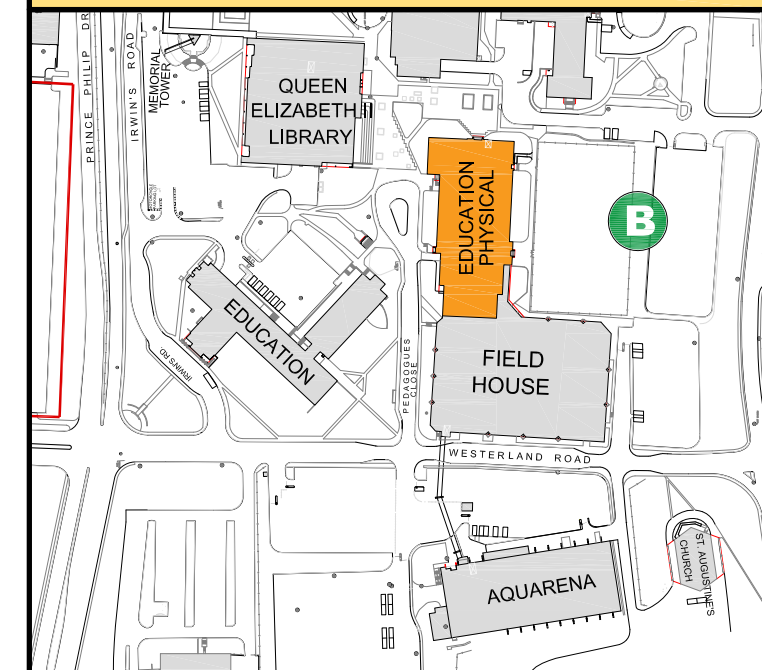 PRINCE PHILIP DR
IRWIN'S ROAD
MEMORIAL
TOWER
QUEEN
ELIZABETH II
LIBRARY
EDUCATION
PHYSICAL
B
EDUCATION
IRWIN'S RD.
PEDAGOGUES
CLOSE
FIELD
HOUSE
WESTERLAND ROAD
AQUARENA
ST. AUGUSTINE'S
CHURCH